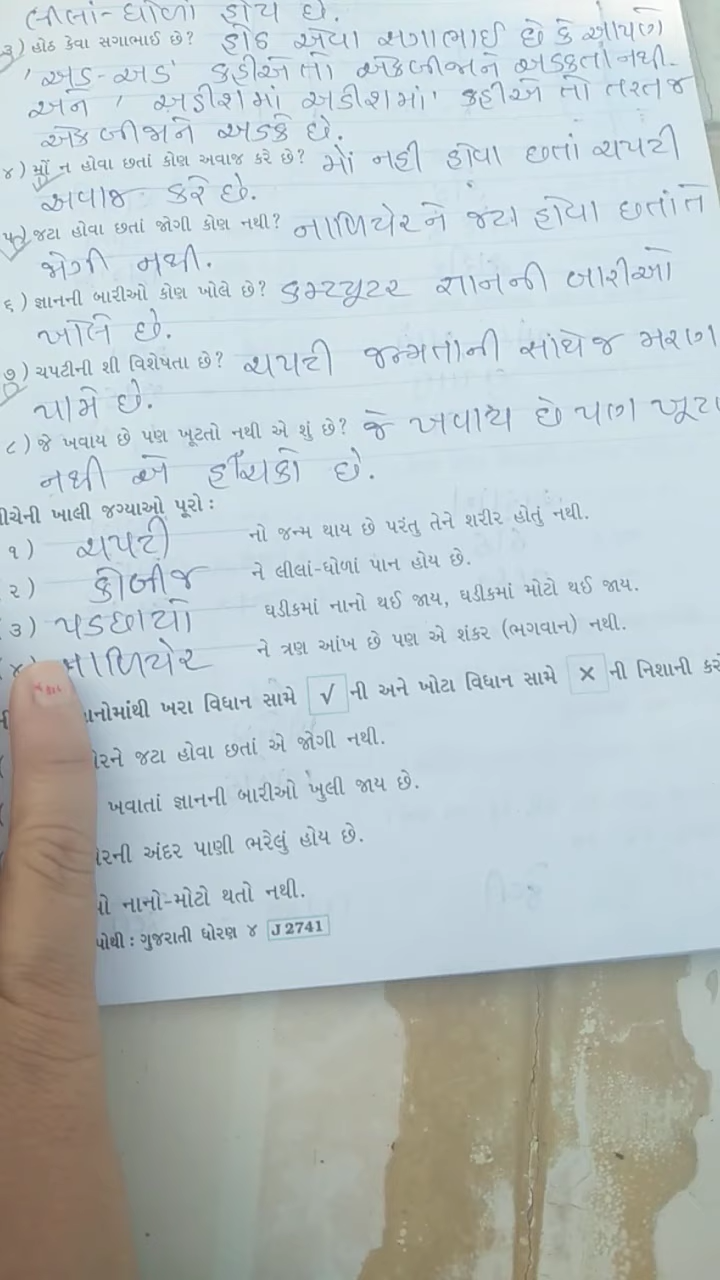 લીલાં-ધોળાં હોય છે.
૩) હોઠ કેવા સગાભાઈ છે? હોઠ એવા સગાભાઈ છે કે આપણે
'અડ-અડ' કહીએ તો એકબીજાને અડકતાં નથી.
અને 'અડીશમાં અડીશમાં' કહીએ તો તરત જ
એકબીજાને અડકે છે.
૪) મોં ન હોવા છતાં કોણ અવાજ કરે છે? મોં નહી હોવા છતાં ચપટી
અવાજ કરે છે.
૫) જટા હોવા છતાં જોગી કોણ નથી? નાળિયેરને જટા હોવા છતાં તે
જોગી નથી.
૬) જ્ઞાનની બારીઓ કોણ ખોલે છે? કમ્પ્યૂટર જ્ઞાનની બારીઓ
ખોલે છે.
૭) ચપટીની શી વિશેષતા છે? ચપટી જન્મતાંની સાથે જ મરણ
પામે છે.
૮) જે ખવાય છે પણ ખૂટતો નથી એ શું છે? જે ખવાય છે પણ
નથી એ હીંચકો છે.
ખાલી જગ્યાઓ પૂરો :
૧) ચપટી નો જન્મ થાય છે પરંતુ તેને શરીર હોતું નથી.
૨) કોબીજ ને લીલાં-ધોળાં પાન હોય છે.
૩) પડછાયો ઘડીકમાં નાનો થઈ જાય, ઘડીકમાં મોટો થઈ જાય.
નાળિયેર ને ત્રણ આંખ છે પણ એ શંકર (ભગવાન) નથી.
ખરા વિધાન સામે √ ની અને ખોટા વિધાન સામે × ની નિશાની
જટા હોવા છતાં એ જોગી નથી.
ખવાતાં જ્ઞાનની બારીઓ ખુલી જાય છે.
અંદર પાણી ભરેલું હોય છે.
નાનો-મોટો થતો નથી.
: ગુજરાતી ધોરણ ૪ J 2741